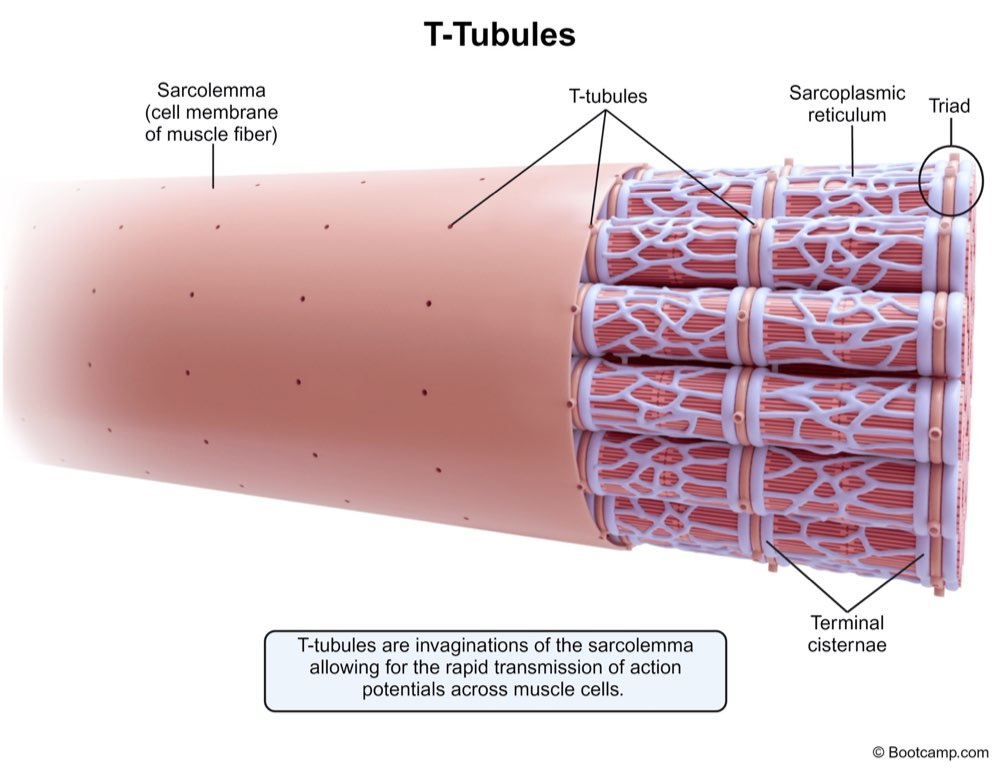 T-Tubules
Sarcolemma
(cell membrane
of muscle fiber)
T-tubules
Sarcoplasmic
reticulum
Triad
Terminal
cisternae
T-tubules are invaginations of the sarcolemma
allowing for the rapid transmission of action
potentials across muscle cells.
© Bootcamp.com